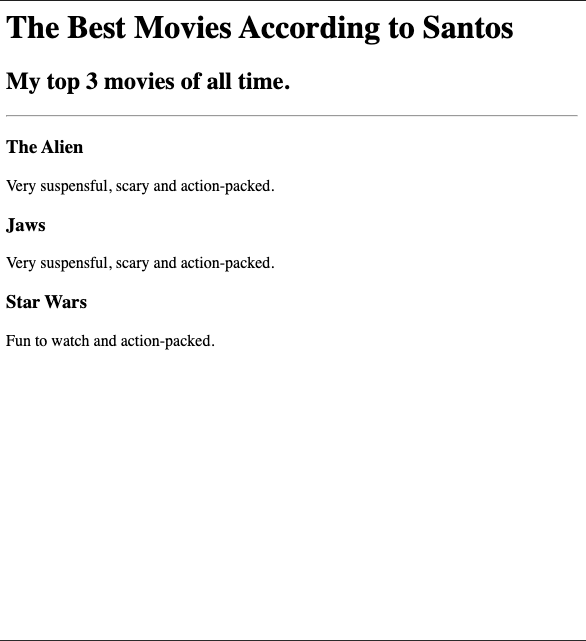 The Best Movies According to Santos
My top 3 movies of all time.
The Alien
Very suspensful, scary and action-packed.
Jaws
Very suspensful, scary and action-packed.
Star Wars
Fun to watch and action-packed.